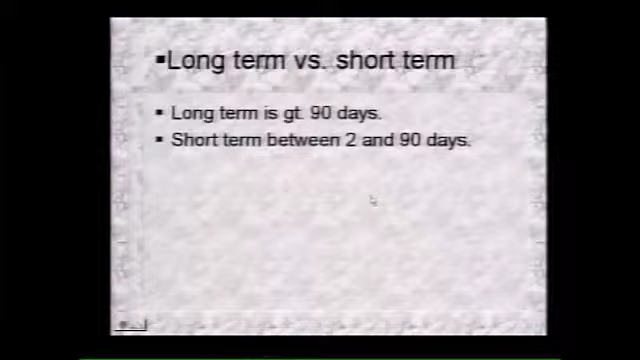 ▪Long term vs. short term
▪ Long term is gt. 90 days.
▪ Short term between 2 and 90 days.